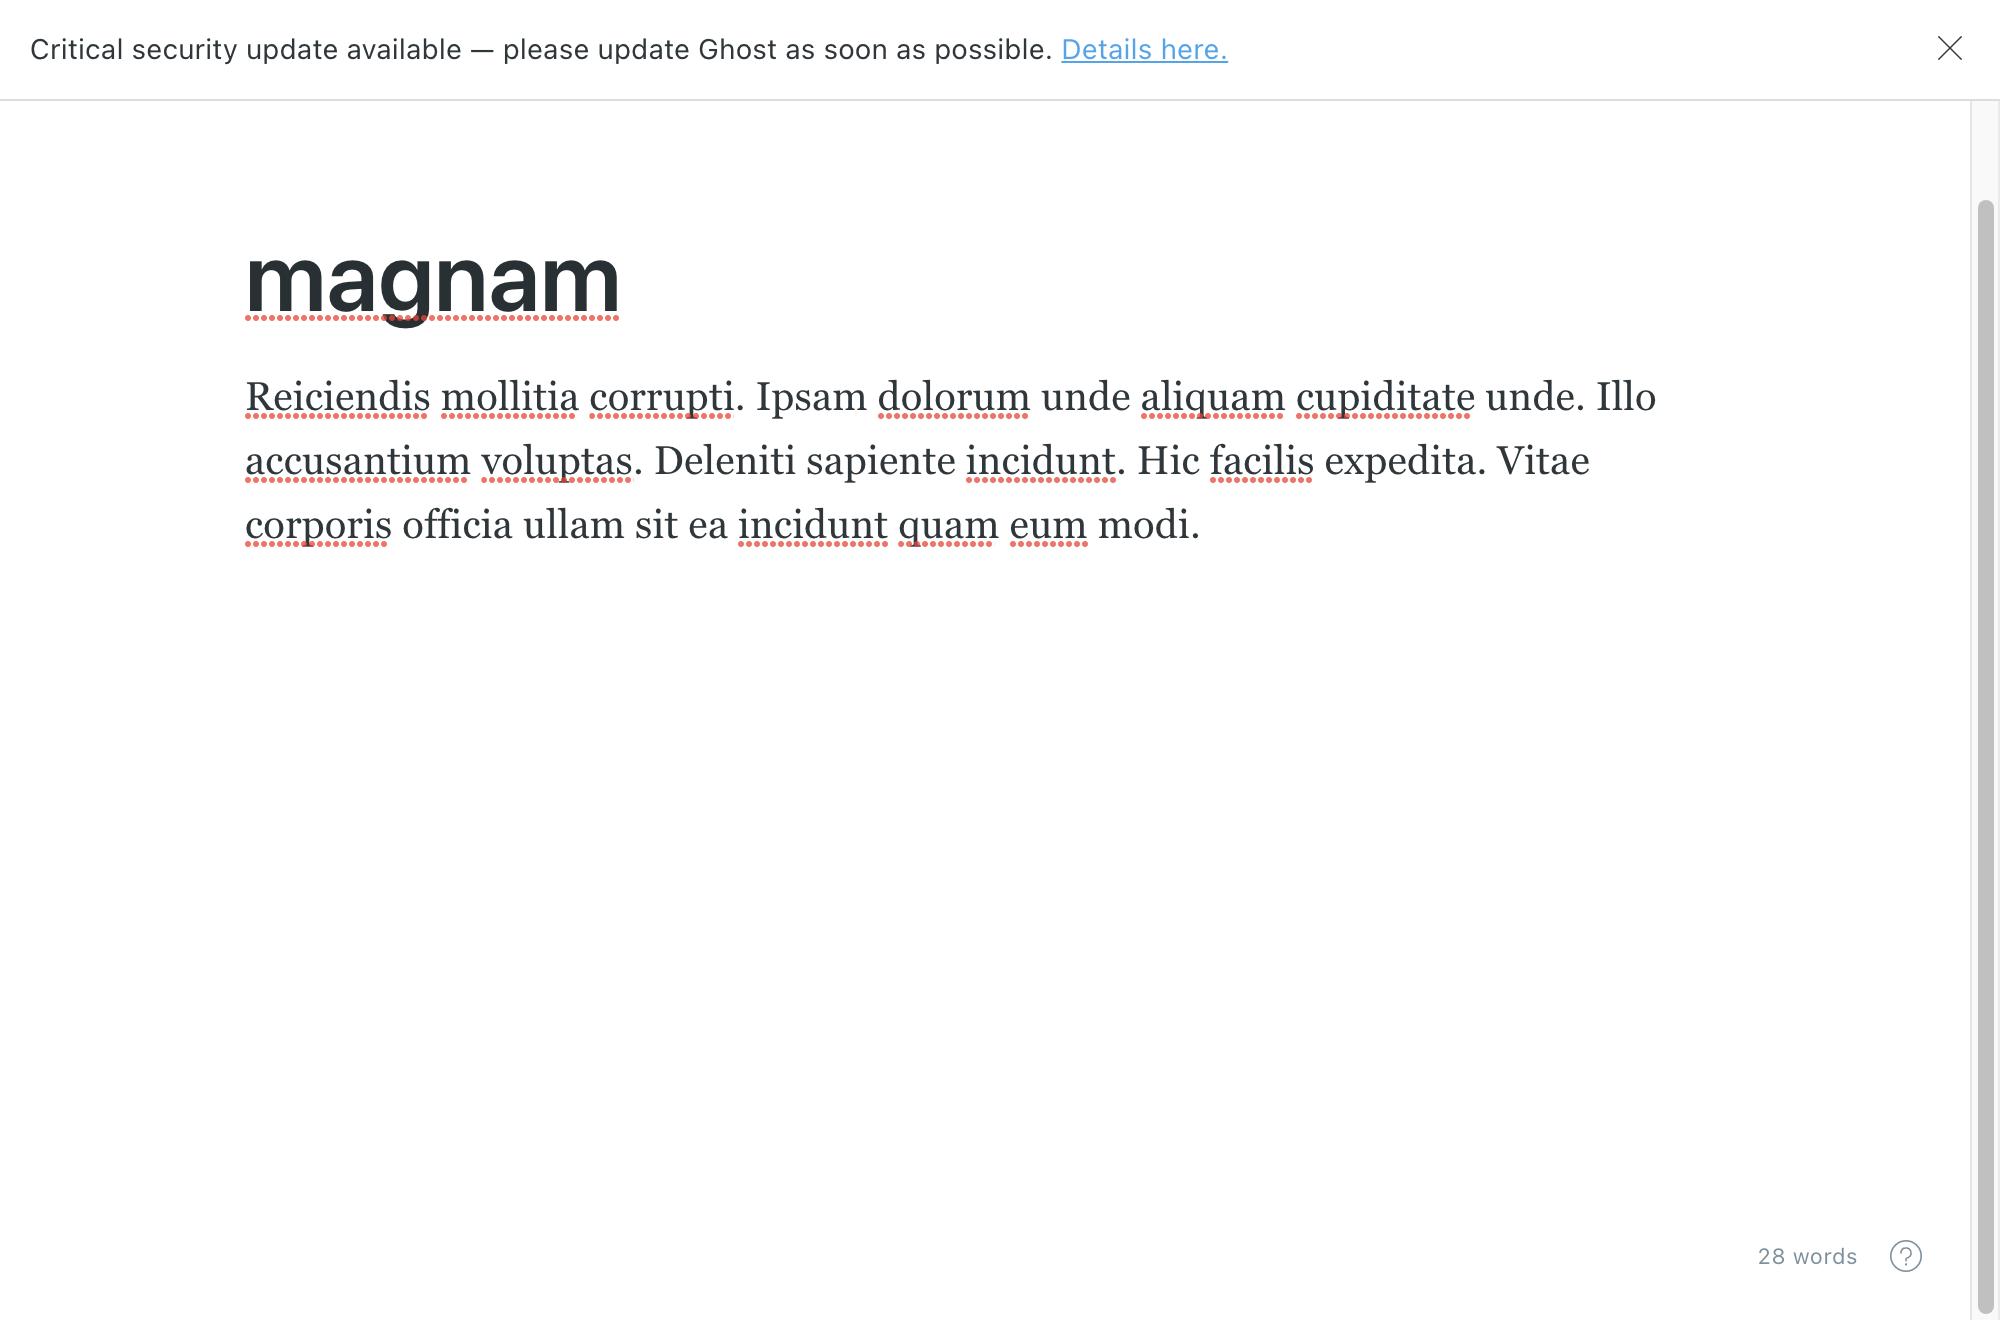 Critical security update available — please update Ghost as soon as possible. Details here.
magnam
Reiciendis mollitia corrupti. Ipsam dolorum unde aliquam cupiditate unde. Illo
accusantium voluptas. Deleniti sapiente incidunt. Hic facilis expedita. Vitae
corporis officia ullam sit ea incidunt quam eum modi.
28 words
?